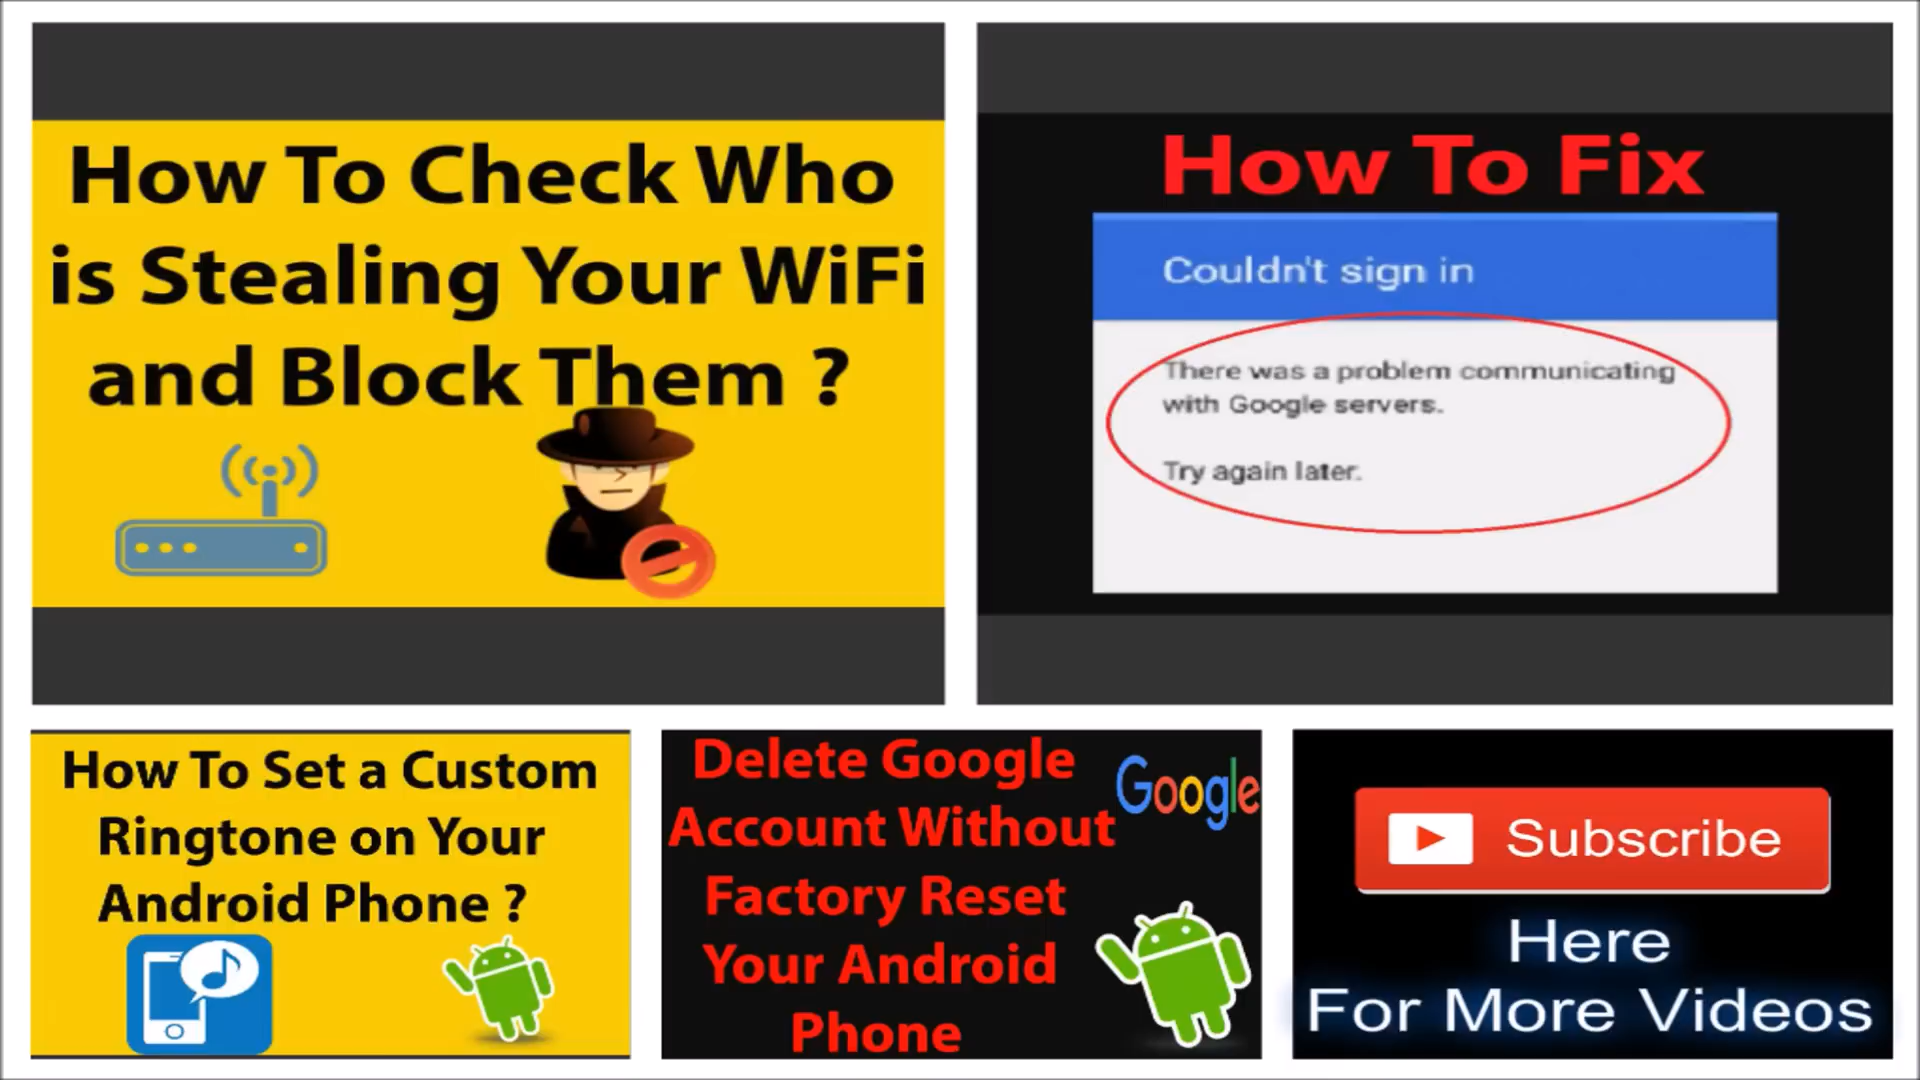 How To Check Who
is Stealing Your WiFi
and Block Them ?
How To Fix
Couldn't sign in
There was a problem communicating
with Google servers.
Try again later.
How To Set a Custom
Ringtone on Your
Android Phone ?
Delete Google
Account Without
Factory Reset
Your Android
Phone
Google
Subscribe
Here
For More Videos